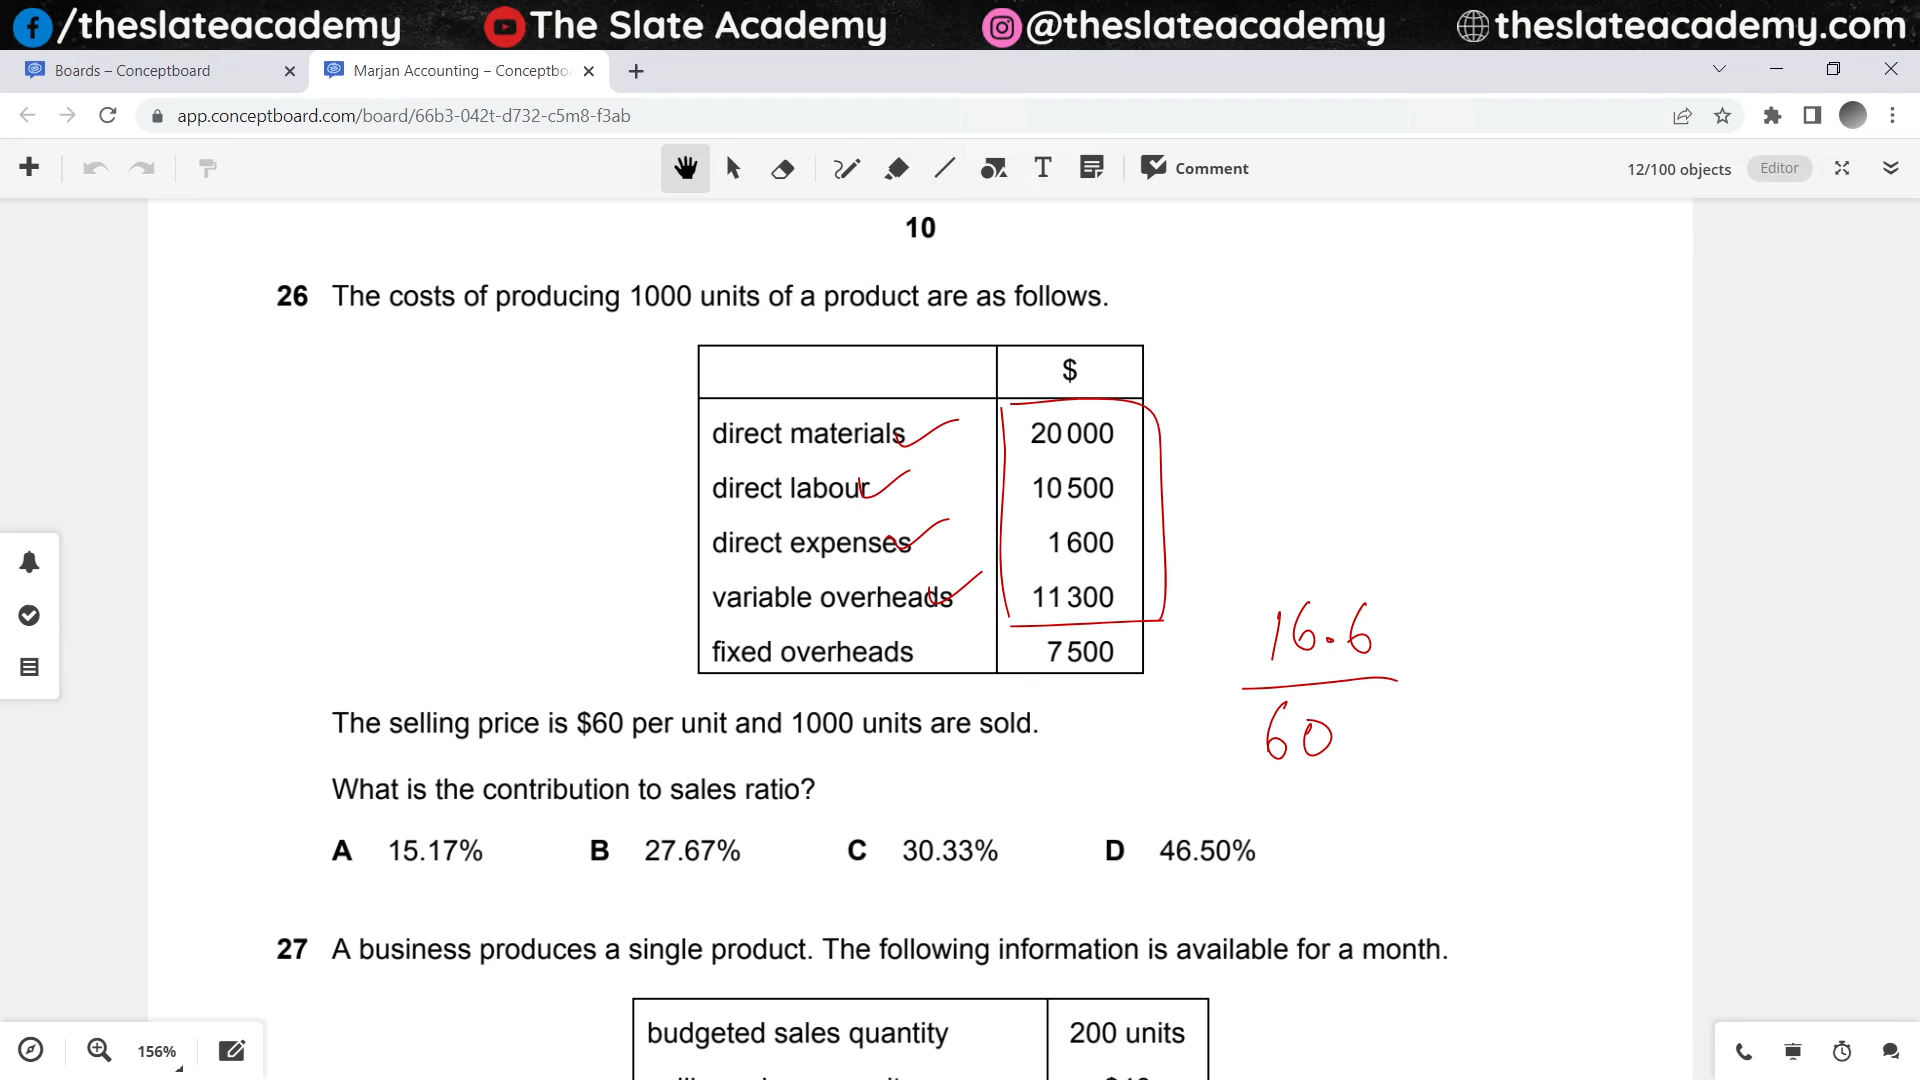 /theslateacademy The Slate Academy @theslateacademy theslateacademy.com
Boards – Conceptboard Marjan Accounting – Conceptbo
app.conceptboard.com/board/66b3-042t-d732-c5m8-f3ab
T Comment 12/100 objects Editor
10
26 The costs of producing 1000 units of a product are as follows.
$
direct materials 20 000
direct labour 10 500
direct expenses 1 600
variable overheads 11 300
fixed overheads 7 500
16.6
60
The selling price is $60 per unit and 1000 units are sold.
What is the contribution to sales ratio?
A 15.17% B 27.67% C 30.33% D 46.50%
27 A business produces a single product. The following information is available for a month.
budgeted sales quantity 200 units
156%